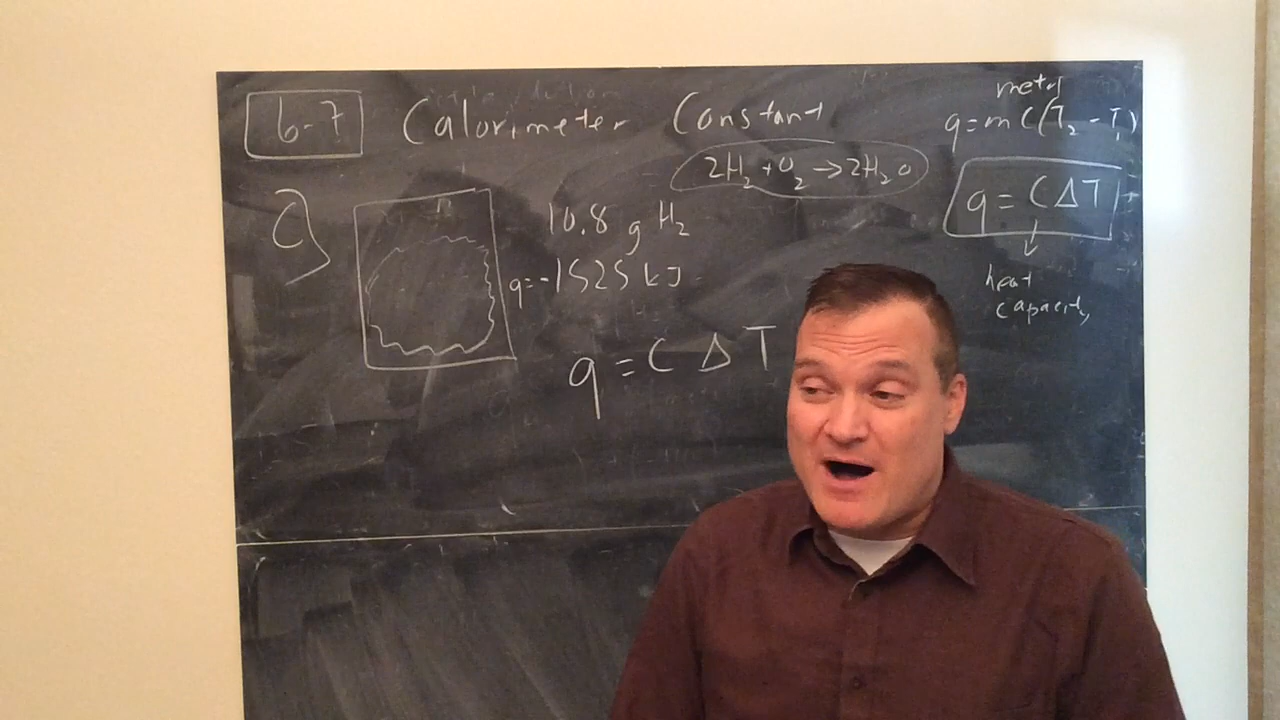 6-7 Calorimeter Constant
metal
q=mC(T₂-T₁)
2H₂+O₂→2H₂O
q=CΔT
heat
capacity
10.8 g H₂
q=-1525 kJ
q=CΔT